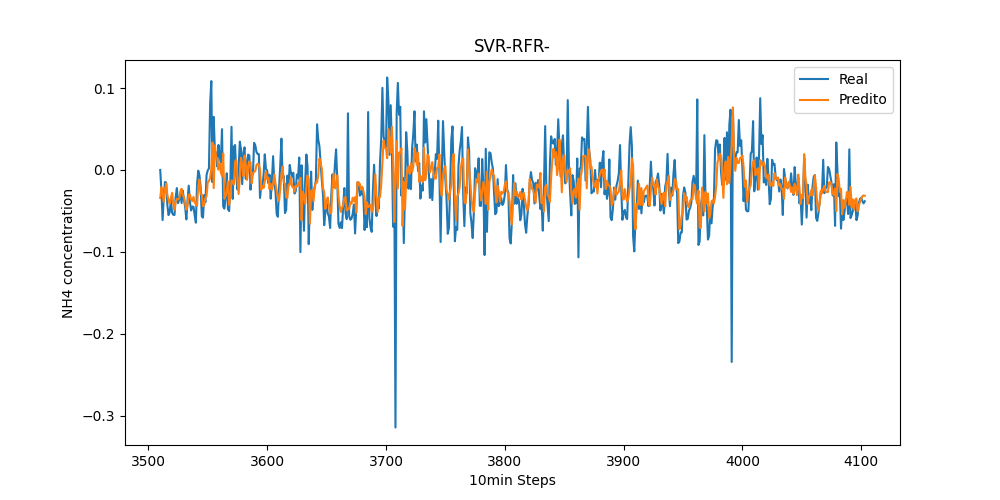 SVR-RFR-
Real
Predito
NH4 concentration
0.1
0.0
−0.1
−0.2
−0.3
3500 3600 3700 3800 3900 4000 4100
10min Steps